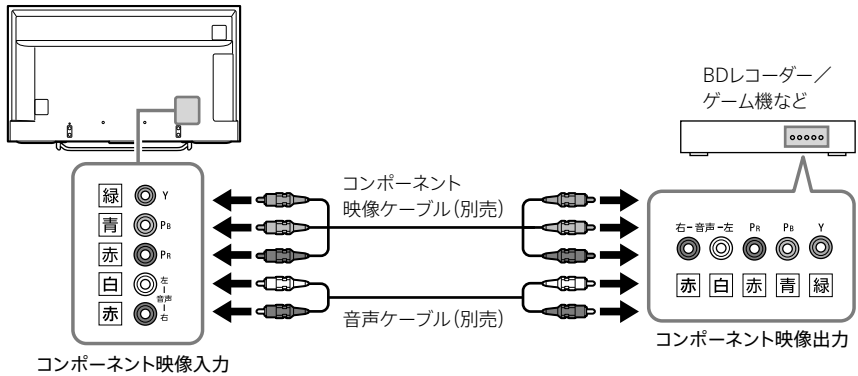 BDレコーダー／
ゲーム機など
緑 Y
青 PB
赤 PR
白 左
音声
赤 右
コンポーネント映像入力
コンポーネント
映像ケーブル（別売）
音声ケーブル（別売）
右－音声－左 PR PB Y
赤 白 赤 青 緑
コンポーネント映像出力